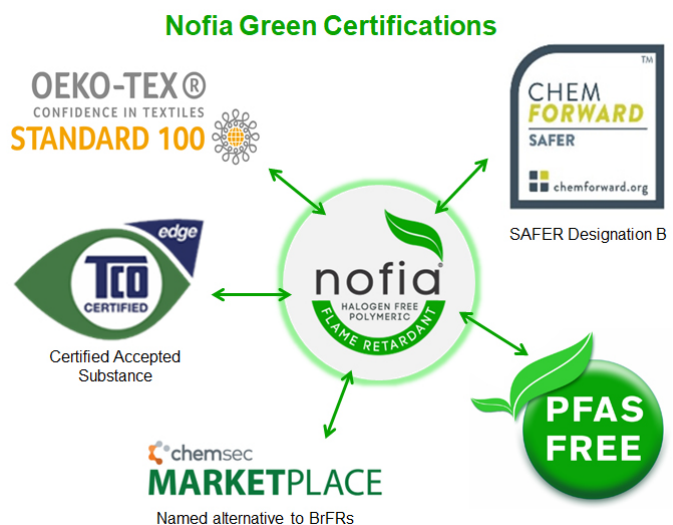 Nofia Green Certifications
OEKO-TEX®
CONFIDENCE IN TEXTILES
STANDARD 100
TM
CHEM
FORWARD
SAFER
chemforward.org
SAFER Designation B
edge
TCO
CERTIFIED
Certified Accepted
Substance
nofia®
HALOGEN FREE
POLYMERIC
FLAME RETARDANT
PFAS
FREE
chemsec
MARKETPLACE
Named alternative to BrFRs